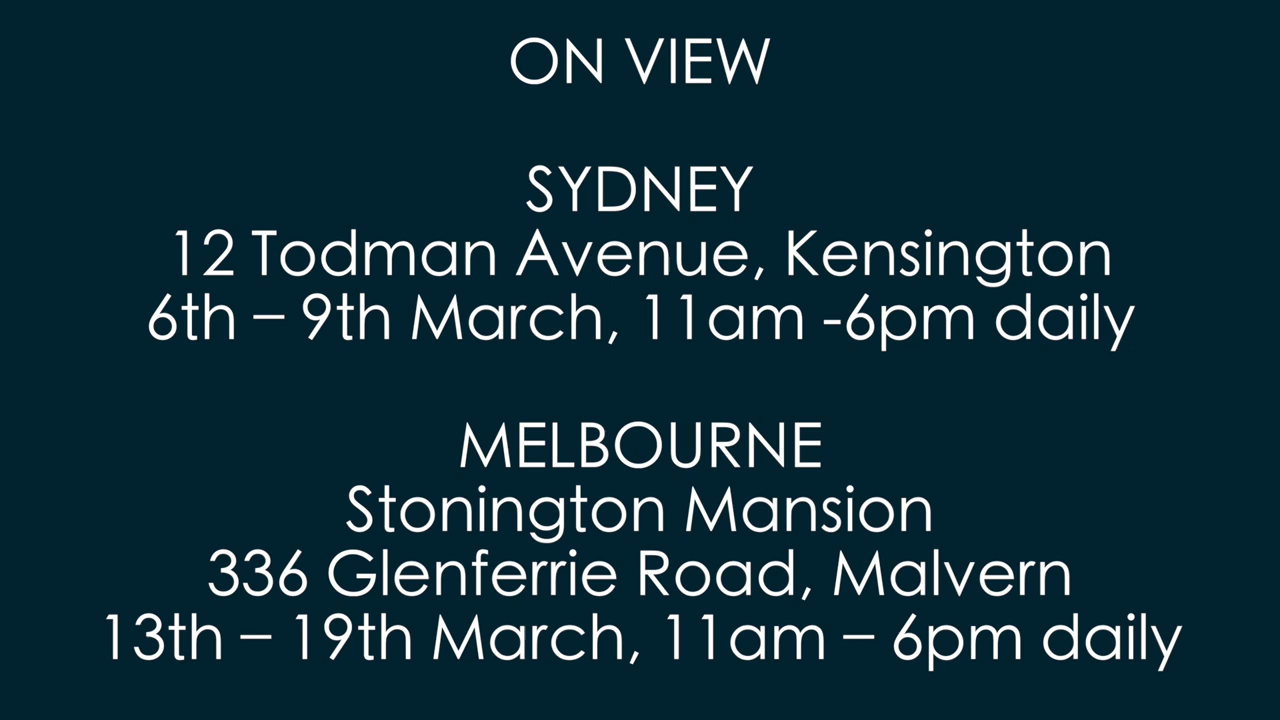 ON VIEW
SYDNEY
12 Todman Avenue, Kensington
6th – 9th March, 11am -6pm daily
MELBOURNE
Stonington Mansion
336 Glenferrie Road, Malvern
13th – 19th March, 11am – 6pm daily